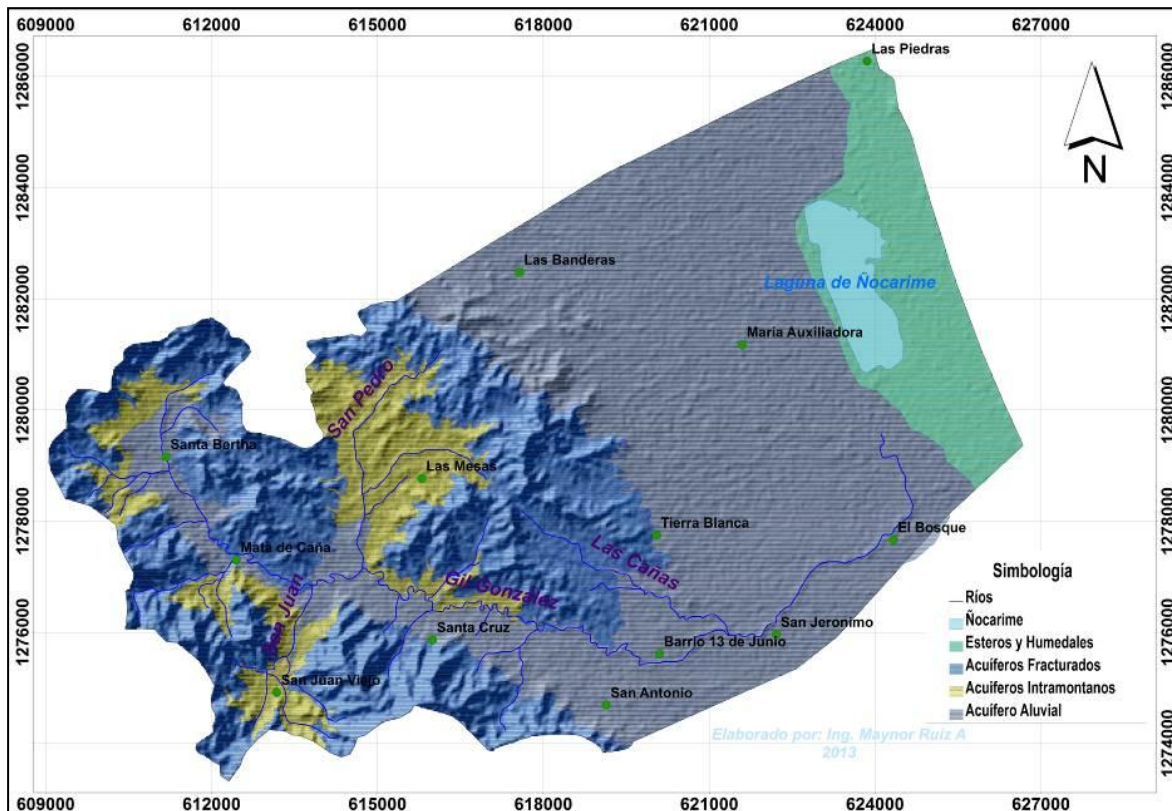 609000 612000 615000 618000 621000 624000 627000
1286000 1284000 1282000 1280000 1278000 1276000 1274000
1286000 1284000 1282000 1280000 1278000 1276000 1274000
Las Piedras
N
Las Banderas
Laguna de Ñocarime
María Auxiliadora
San Pedro
Santa Bertha
Las Mesas
Tierra Blanca
El Bosque
Mata de Caña
Las Cañas
Gil González
San Juan
Santa Cruz
San Jeronímo
Barrio 13 de Junio
San Juan Viejo
San Antonio
Simbología
Ríos
Ñocarime
Esteros y Humedales
Acuíferos Fracturados
Acuiferos Intramontanos
Acuífero Aluvial
Elaborado por: Ing. Maynor Ruiz A
2013
609000 612000 615000 618000 621000 624000 627000